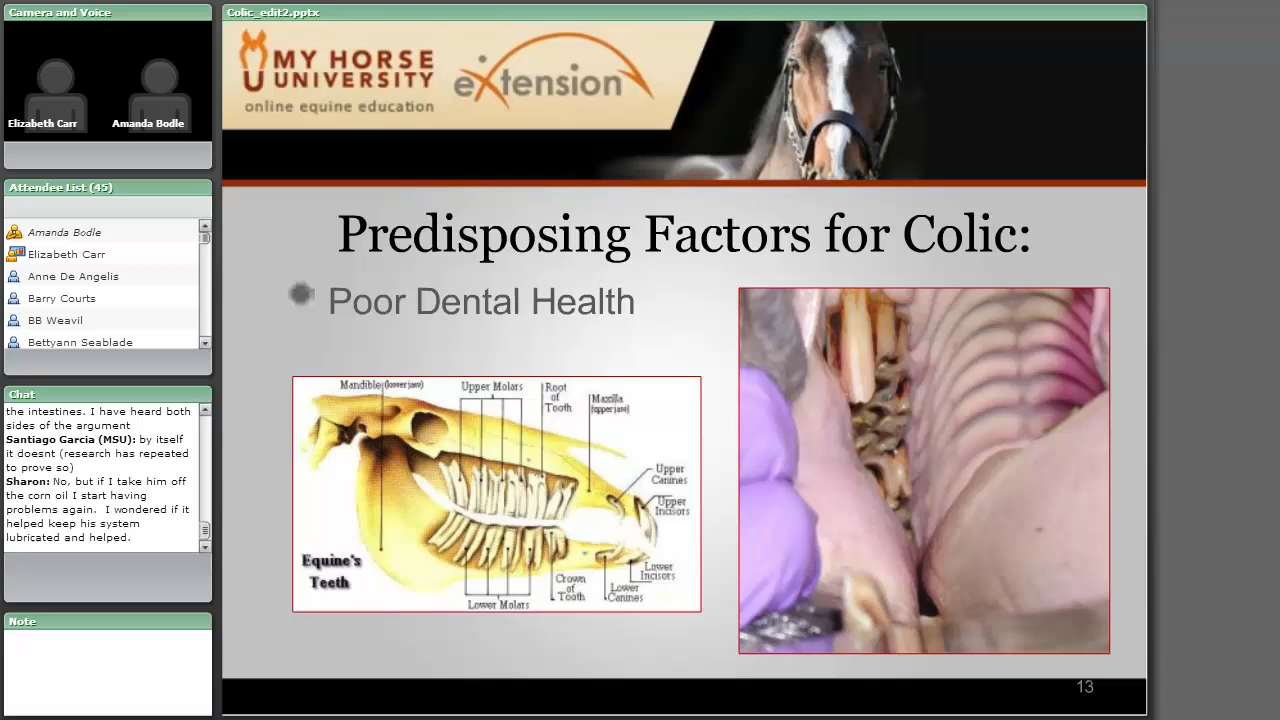 Camera and Voice
Elizabeth Carr
Amanda Bodle
Attendee List (45)
Amanda Bodle
Elizabeth Carr
Anne De Angelis
Barry Courts
BB Weavil
Bettyann Seablade
Chat
the intestines. I have heard both
sides of the argument
Santiago Garcia (MSU): by itself
it doesnt (research has repeated
to prove so)
Sharon: No, but if I take him off
the corn oil I start having
problems again. I wondered if it
helped keep his system
lubricated and helped.
Note
Colic_edit2.pptx
MY HORSE
UNIVERSITY
online equine education
eXtension
Predisposing Factors for Colic:
Poor Dental Health
Mandible (lower jaw)
Upper Molars
Root
of
Tooth
Maxilla
(upper jaw)
Upper
Canines
Upper
Incisors
Equine's
Teeth
Lower Molars
Crown
of
Tooth
Lower
Canines
Lower
Incisors
13